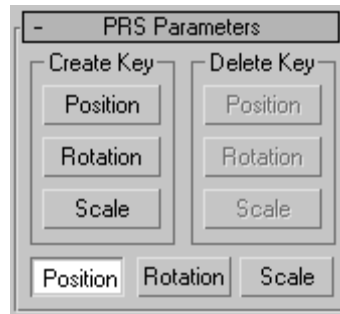 - PRS Parameters
Create Key Delete Key
Position Position
Rotation Rotation
Scale Scale
Position Rotation Scale